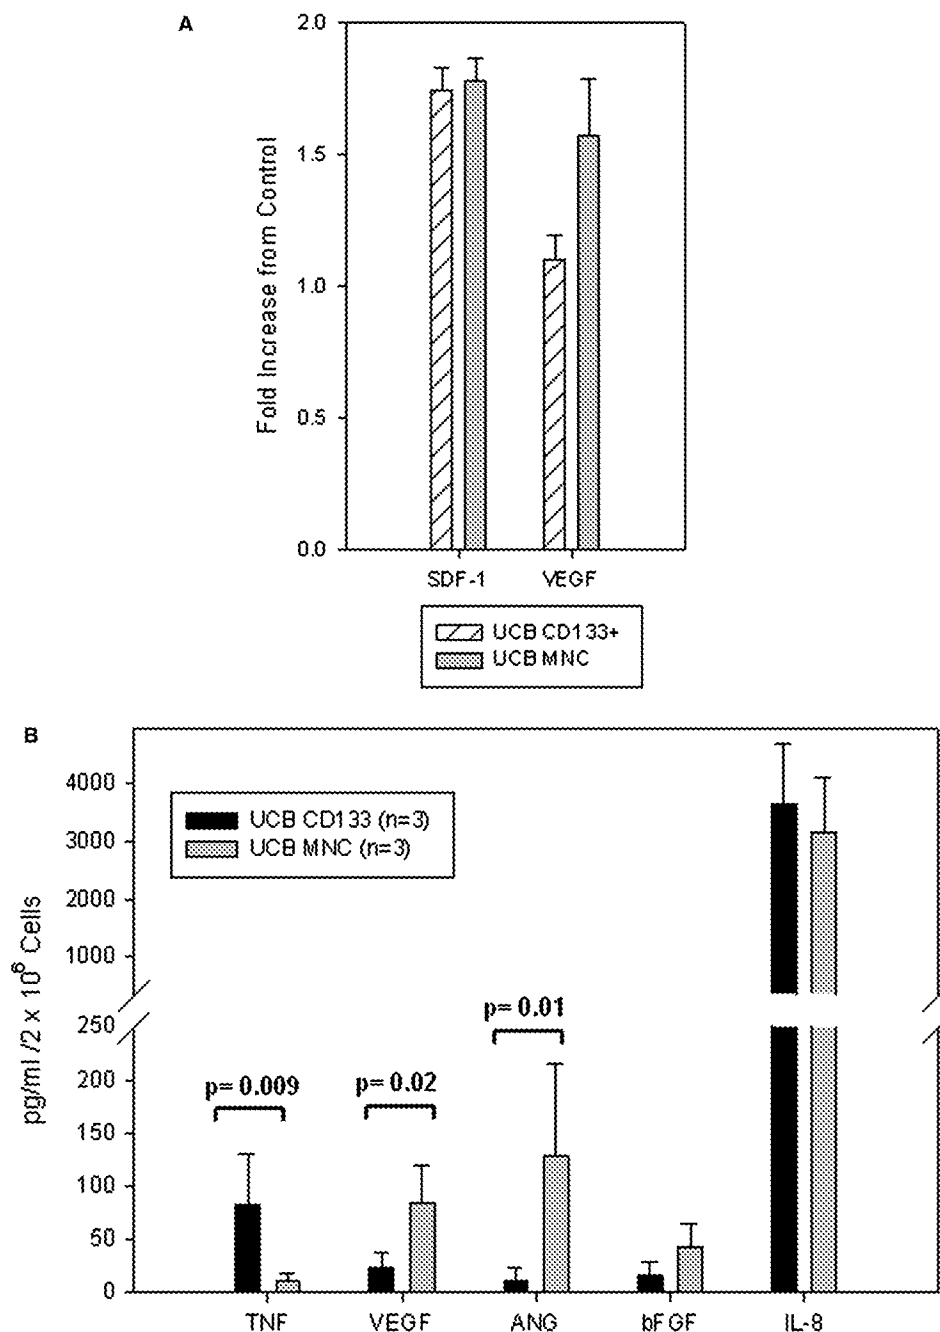 A
Fold Increase from Control
2.0
1.5
1.0
0.5
0.0
SDF-1 VEGF
UCB CD133+
UCB MNC
B
pg/ml /2 x 10⁶ Cells
4000
3000
2000
1000
250
200
150
100
50
0
UCB CD133 (n=3)
UCB MNC (n=3)
p= 0.009
p= 0.02
p= 0.01
TNF VEGF ANG bFGF IL-8